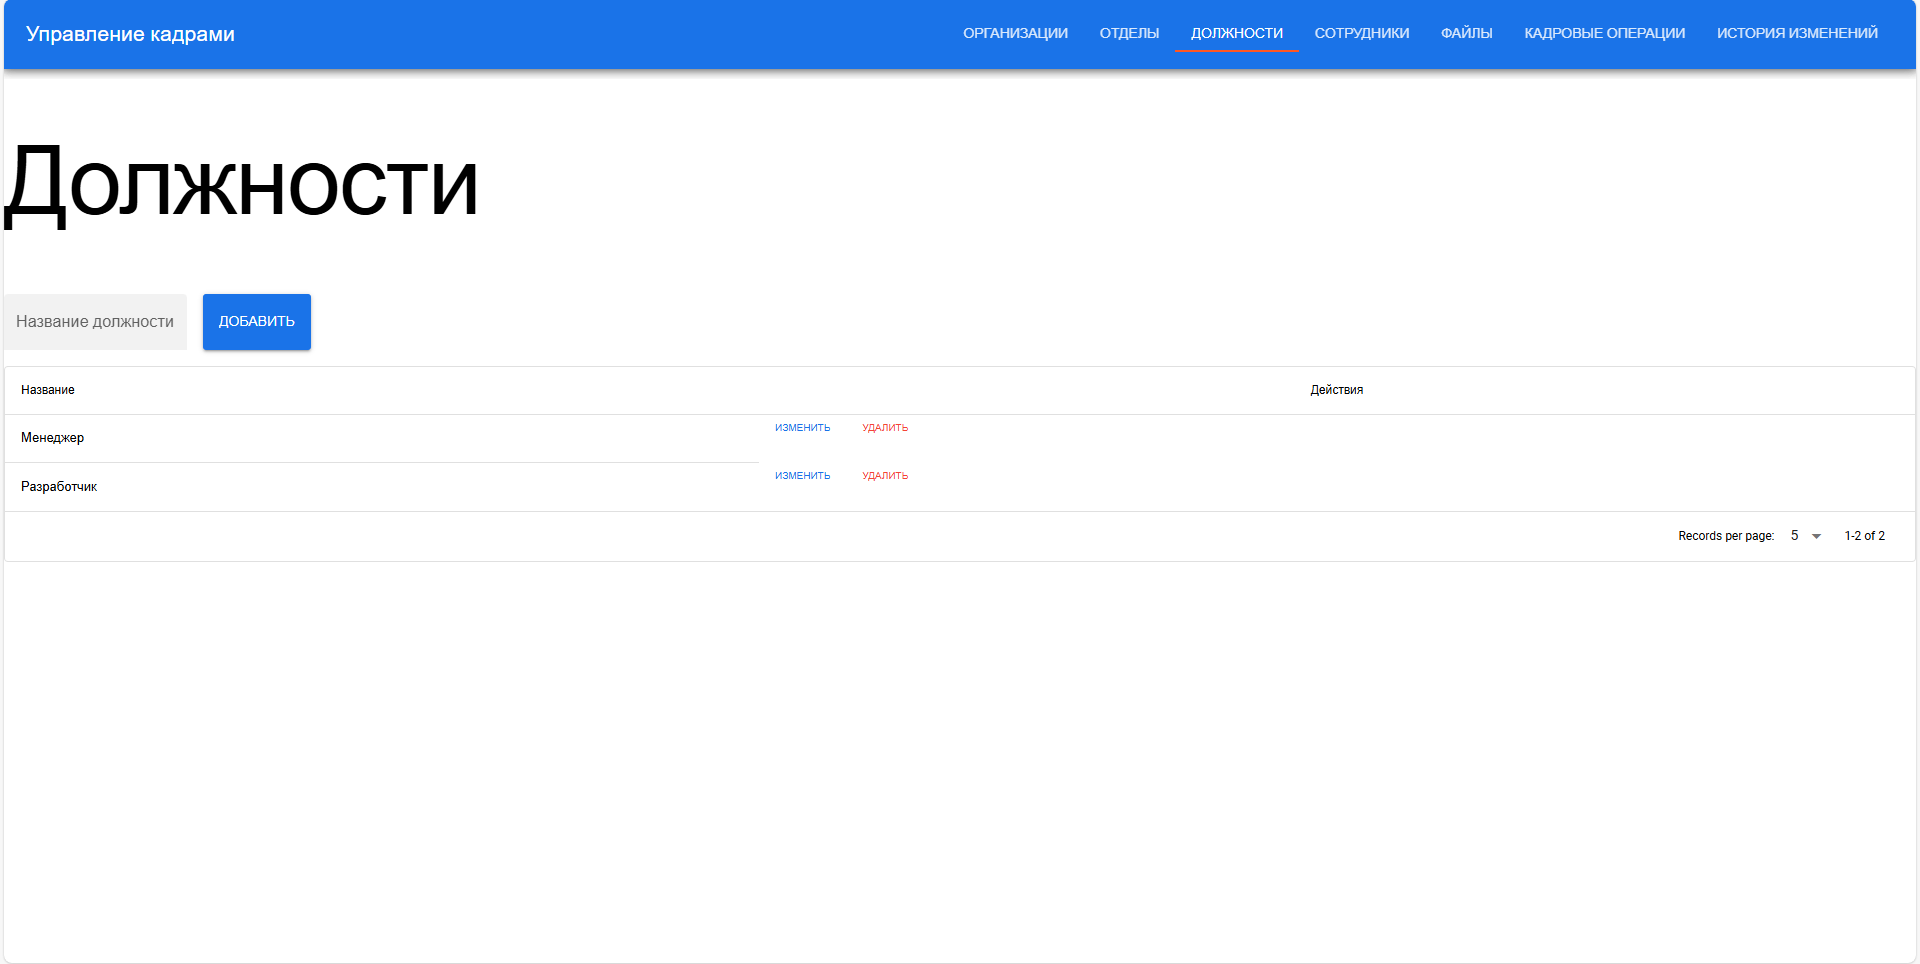 Управление кадрами
ОРГАНИЗАЦИИ ОТДЕЛЫ ДОЛЖНОСТИ СОТРУДНИКИ ФАЙЛЫ КАДРОВЫЕ ОПЕРАЦИИ ИСТОРИЯ ИЗМЕНЕНИЙ
Должности
Название должности ДОБАВИТЬ
Название Действия
Менеджер ИЗМЕНИТЬ УДАЛИТЬ
Разработчик ИЗМЕНИТЬ УДАЛИТЬ
Records per page: 5 1-2 of 2